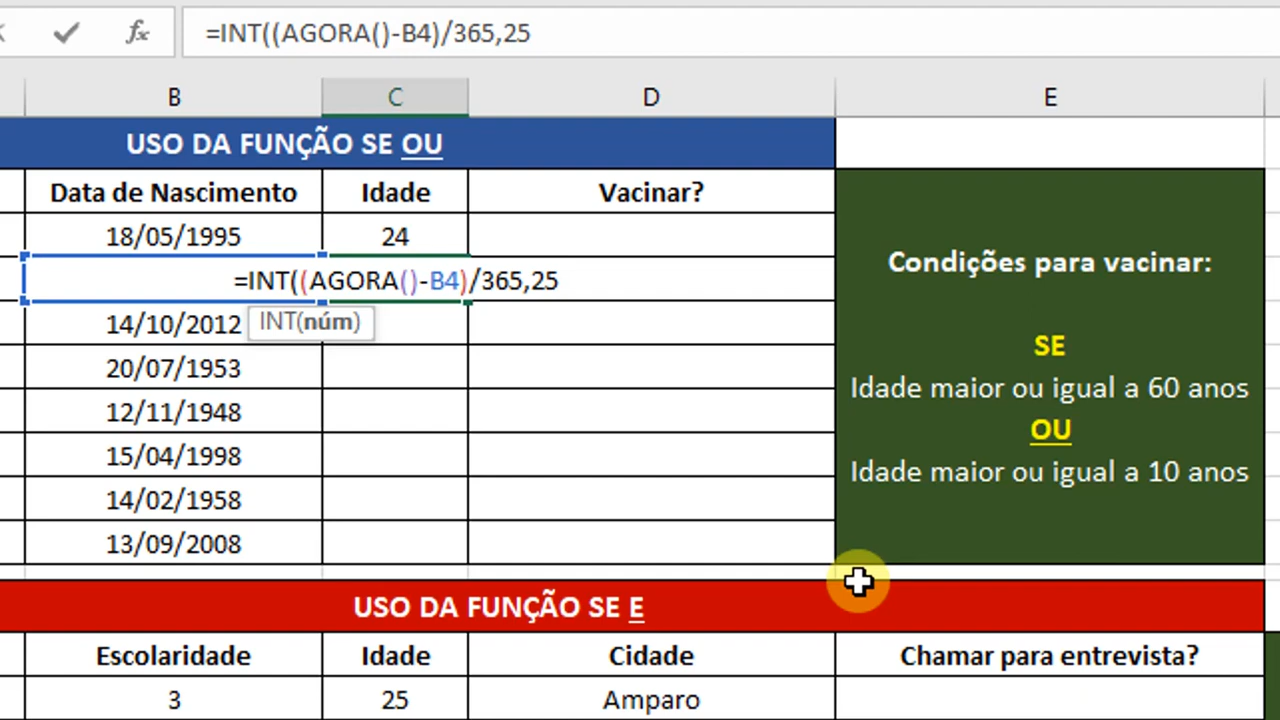 =INT((AGORA()-B4)/365,25
B C D E
USO DA FUNÇÃO SE OU
Data de Nascimento Idade Vacinar?
18/05/1995 24
=INT((AGORA()-B4)/365,25
INT(núm)
14/10/2012
20/07/1953
12/11/1948
15/04/1998
14/02/1958
13/09/2008
Condições para vacinar:
SE
Idade maior ou igual a 60 anos
OU
Idade maior ou igual a 10 anos
USO DA FUNÇÃO SE E
Escolaridade Idade Cidade Chamar para entrevista?
3 25 Amparo